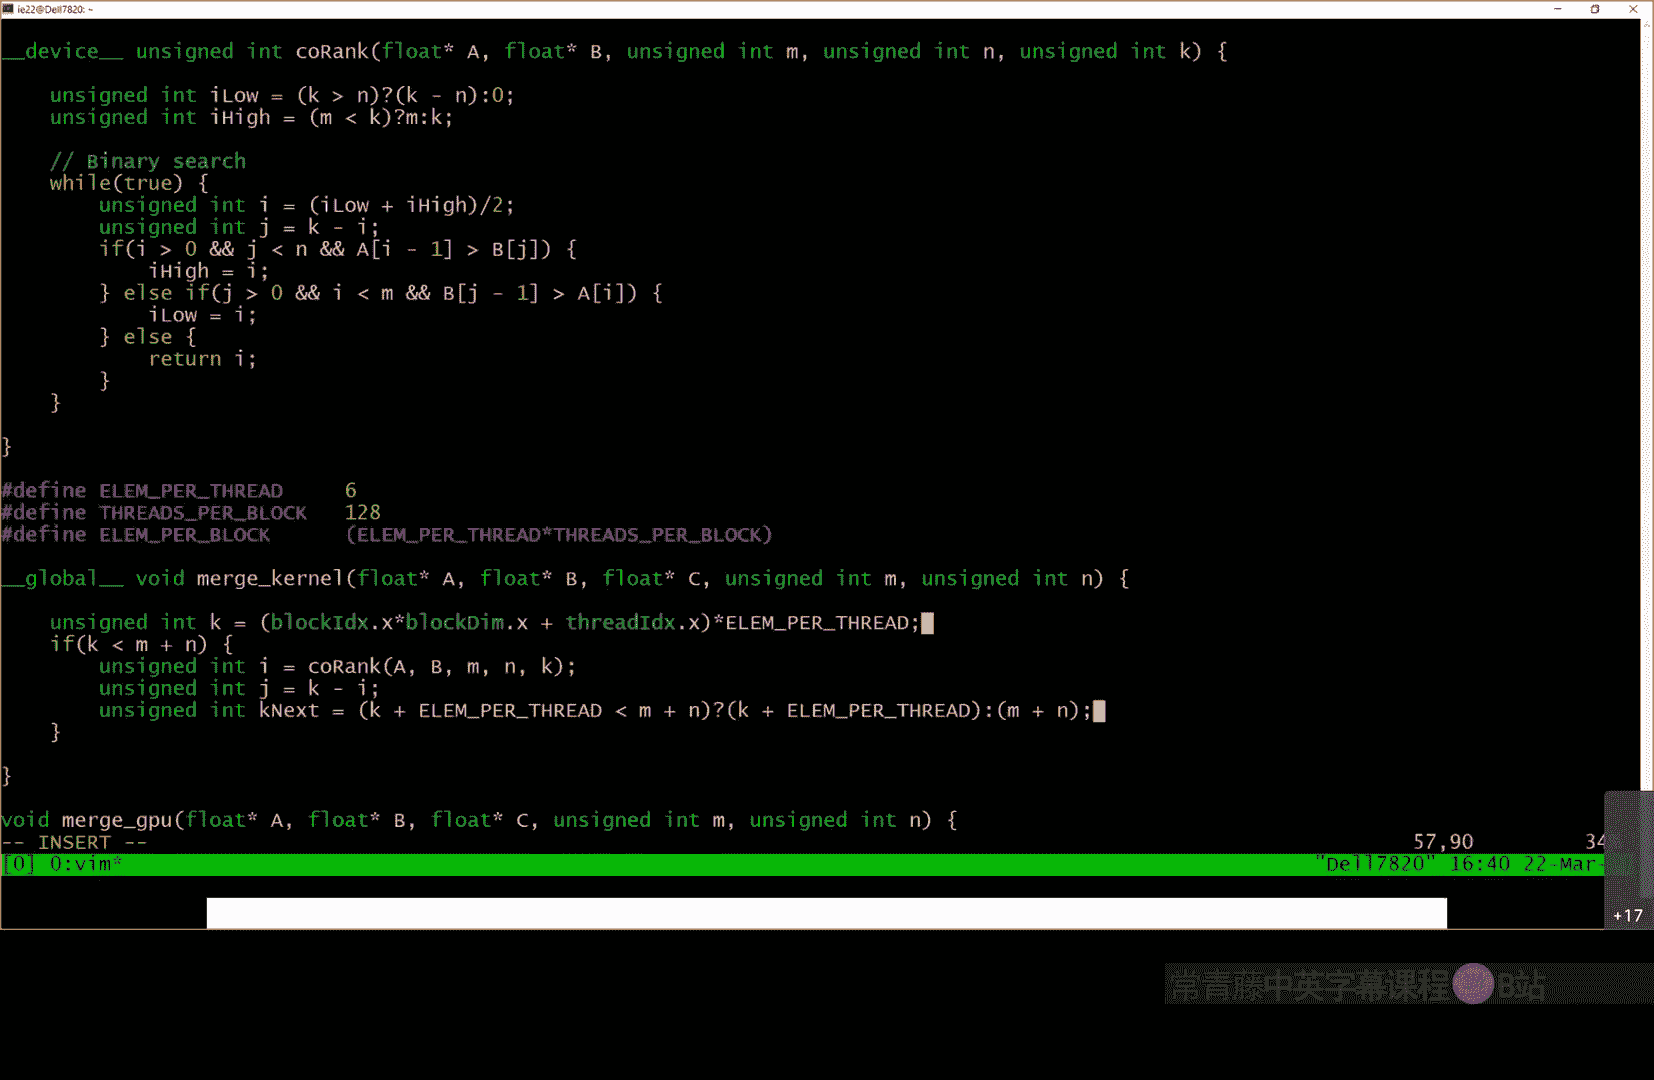 ie22@Dell7820: ~
__device__ unsigned int coRank(float* A, float* B, unsigned int m, unsigned int n, unsigned int k) {
unsigned int iLow = (k > n)?(k - n):0;
unsigned int iHigh = (m < k)?m:k;
// Binary search
while(true) {
unsigned int i = (iLow + iHigh)/2;
unsigned int j = k - i;
if(i > 0 && j < n && A[i - 1] > B[j]) {
iHigh = i;
} else if(j > 0 && i < m && B[j - 1] > A[i]) {
iLow = i;
} else {
return i;
}
}
}
#define ELEM_PER_THREAD 6
#define THREADS_PER_BLOCK 128
#define ELEM_PER_BLOCK (ELEM_PER_THREAD*THREADS_PER_BLOCK)
__global__ void merge_kernel(float* A, float* B, float* C, unsigned int m, unsigned int n) {
unsigned int k = (blockIdx.x*blockDim.x + threadIdx.x)*ELEM_PER_THREAD;
if(k < m + n) {
unsigned int i = coRank(A, B, m, n, k);
unsigned int j = k - i;
unsigned int kNext = (k + ELEM_PER_THREAD < m + n)?(k + ELEM_PER_THREAD):(m + n);
}
}
void merge_gpu(float* A, float* B, float* C, unsigned int m, unsigned int n) {
-- INSERT -- 57,90 34
[0] 0:vim* "Dell7820" 16:40 22-Mar-
+17
常青藤中英字幕课程 B站